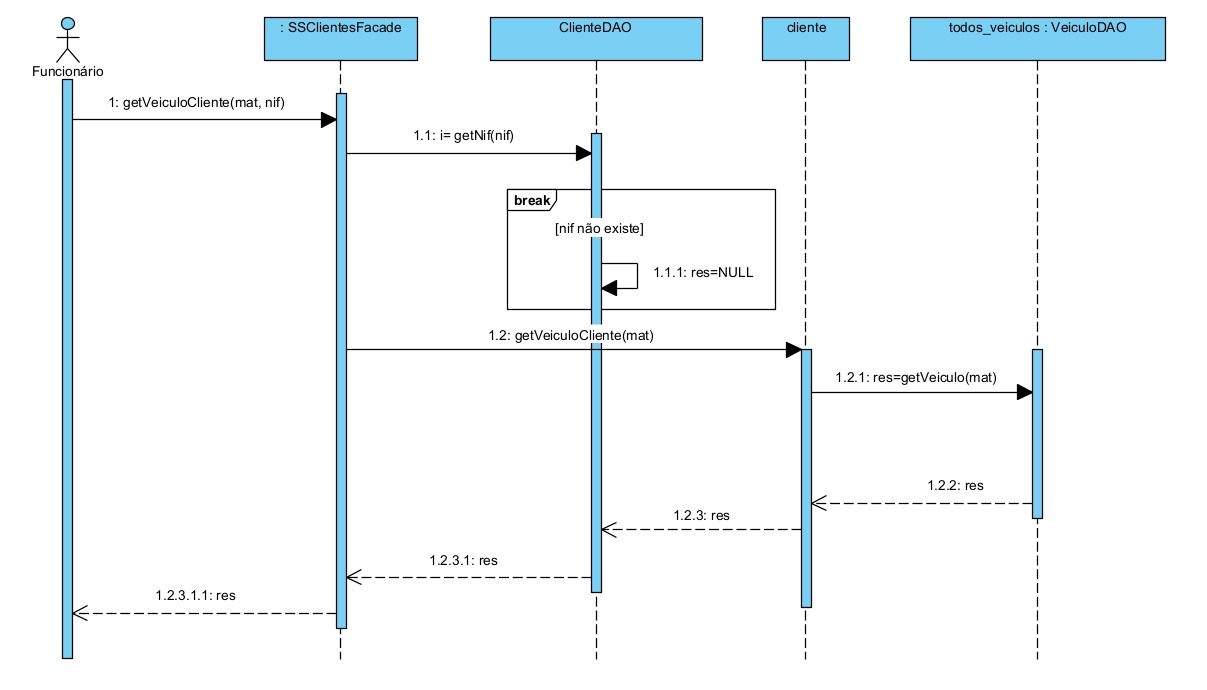 : SSClientesFacade
ClienteDAO
cliente
todos_veiculos : VeiculoDAO
Funcionário
1: getVeiculoCliente(mat, nif)
1.1: i= getNif(nif)
break
[nif não existe]
1.1.1: res=NULL
1.2: getVeiculoCliente(mat)
1.2.1: res=getVeiculo(mat)
1.2.2: res
1.2.3: res
1.2.3.1: res
1.2.3.1.1: res